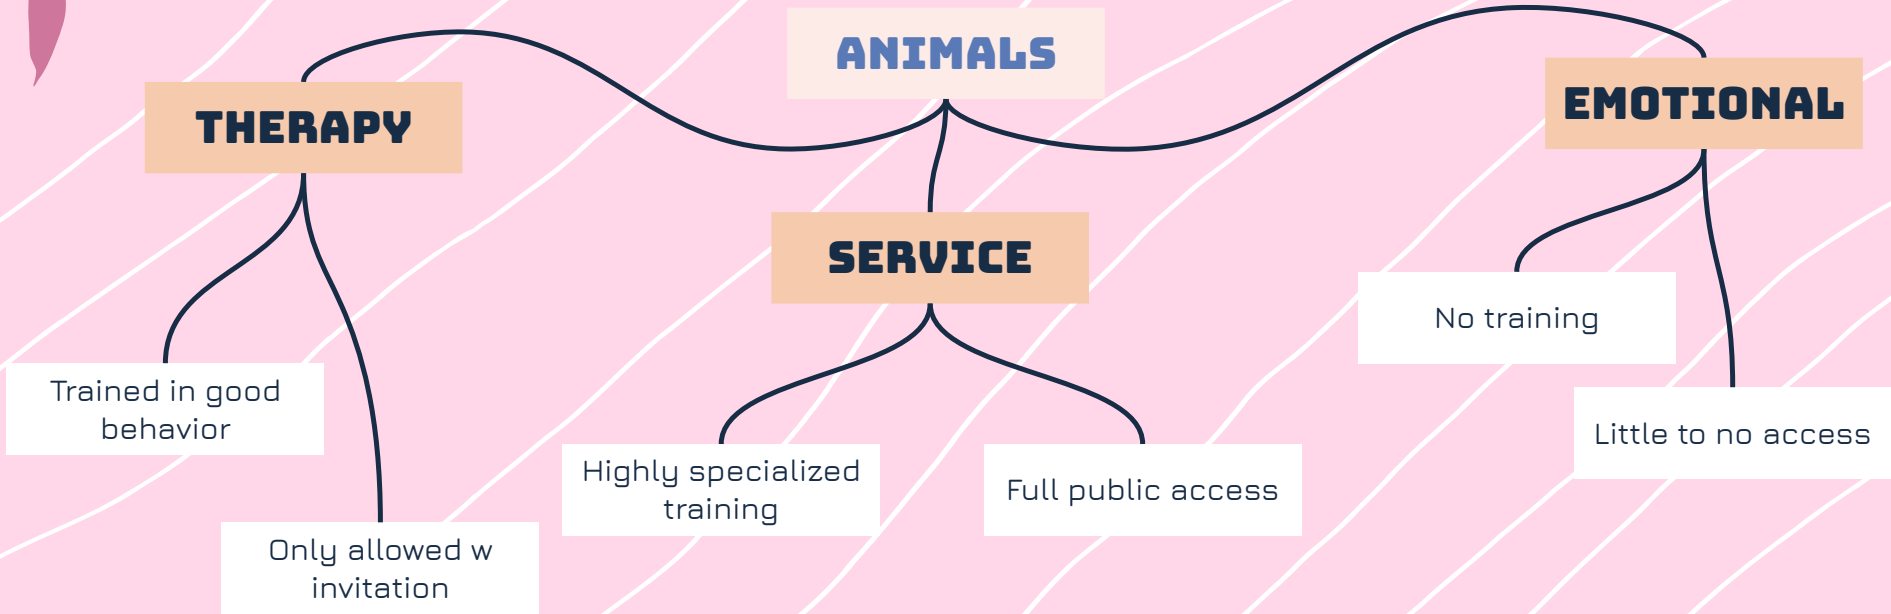 ANIMALS
THERAPY
EMOTIONAL
SERVICE
No training
Trained in good
behavior
Little to no access
Highly specialized
training
Full public access
Only allowed w
invitation